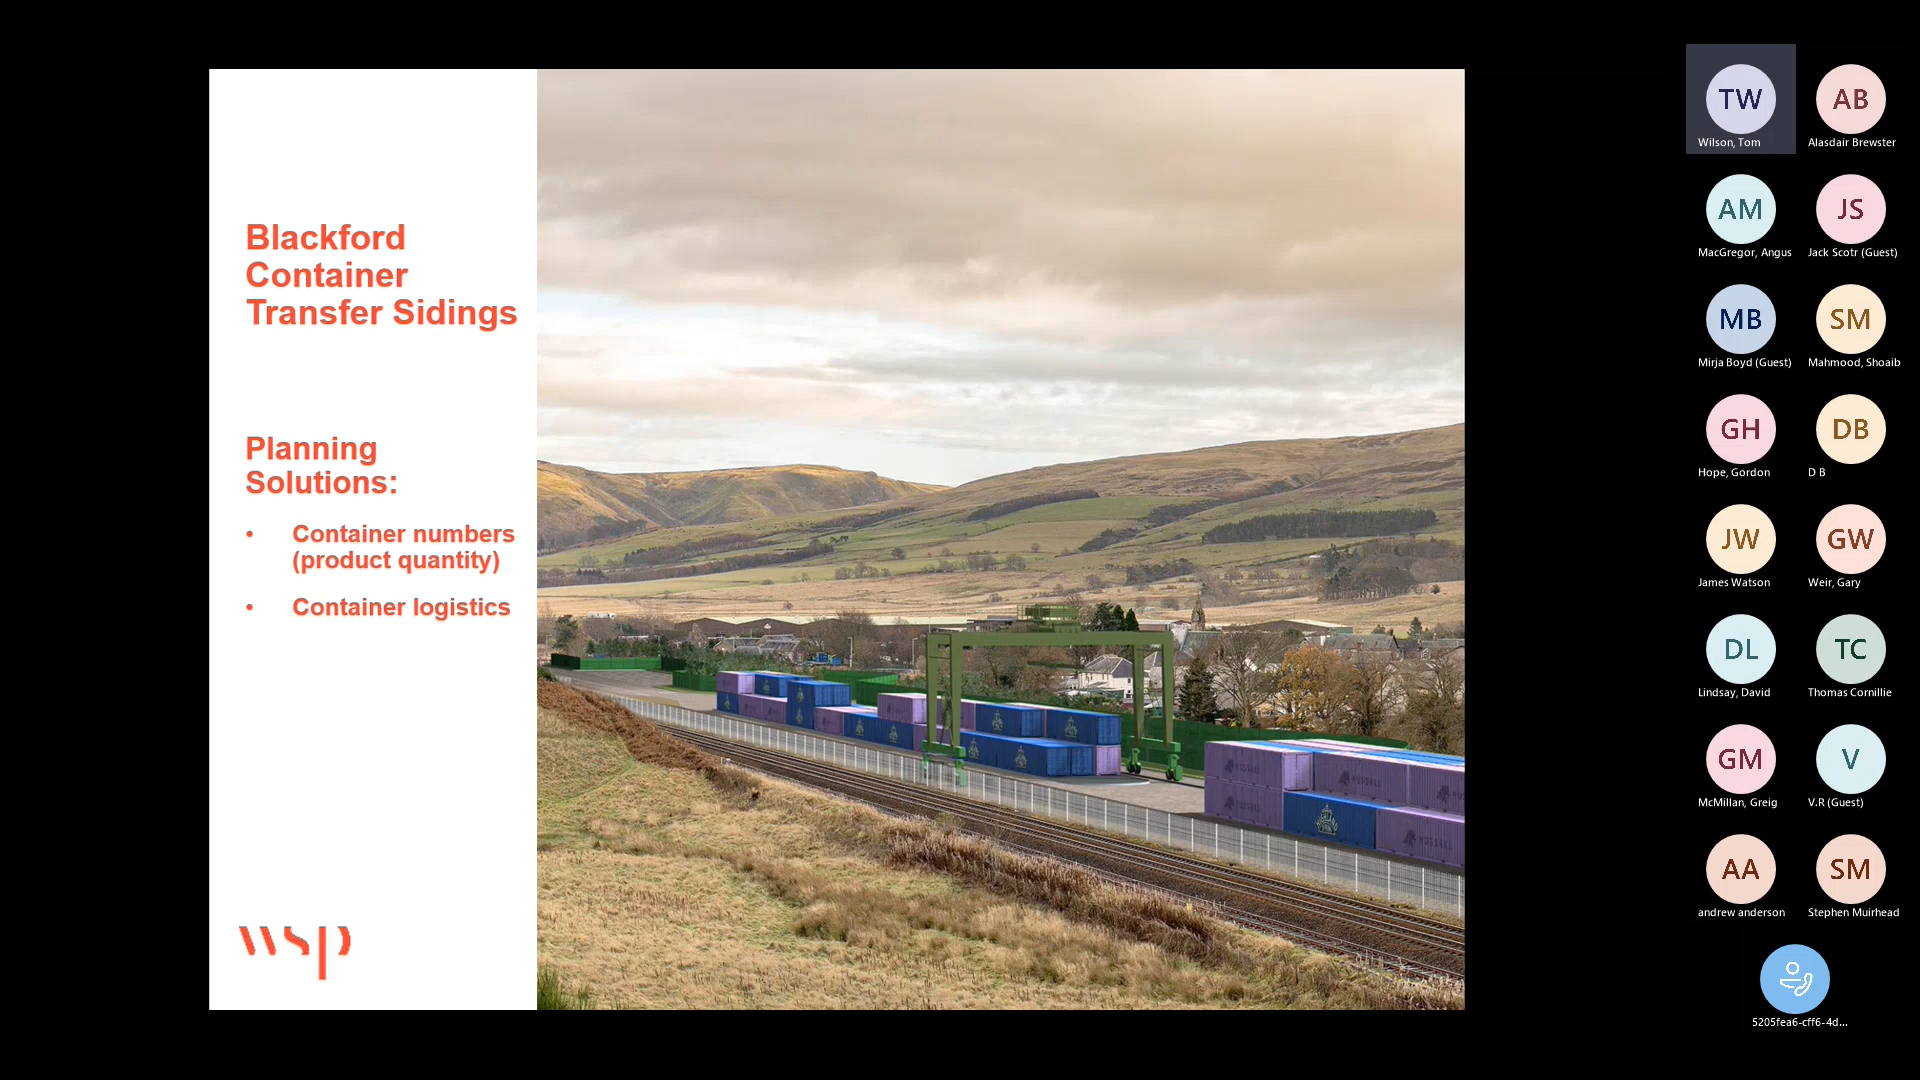 Blackford
Container
Transfer Sidings
Planning
Solutions:
• Container numbers
(product quantity)
• Container logistics
wsp
HIGHLAND
SPRING
TW
Wilson, Tom
AB
Alasdair Brewster
AM
MacGregor, Angus
JS
Jack Scotr (Guest)
MB
Mirja Boyd (Guest)
SM
Mahmood, Shoaib
GH
Hope, Gordon
DB
D B
JW
James Watson
GW
Weir, Gary
DL
Lindsay, David
TC
Thomas Cornillie
GM
McMillan, Greig
V
V.R (Guest)
AA
andrew anderson
SM
Stephen Muirhead
5205fea6-cff6-4d...